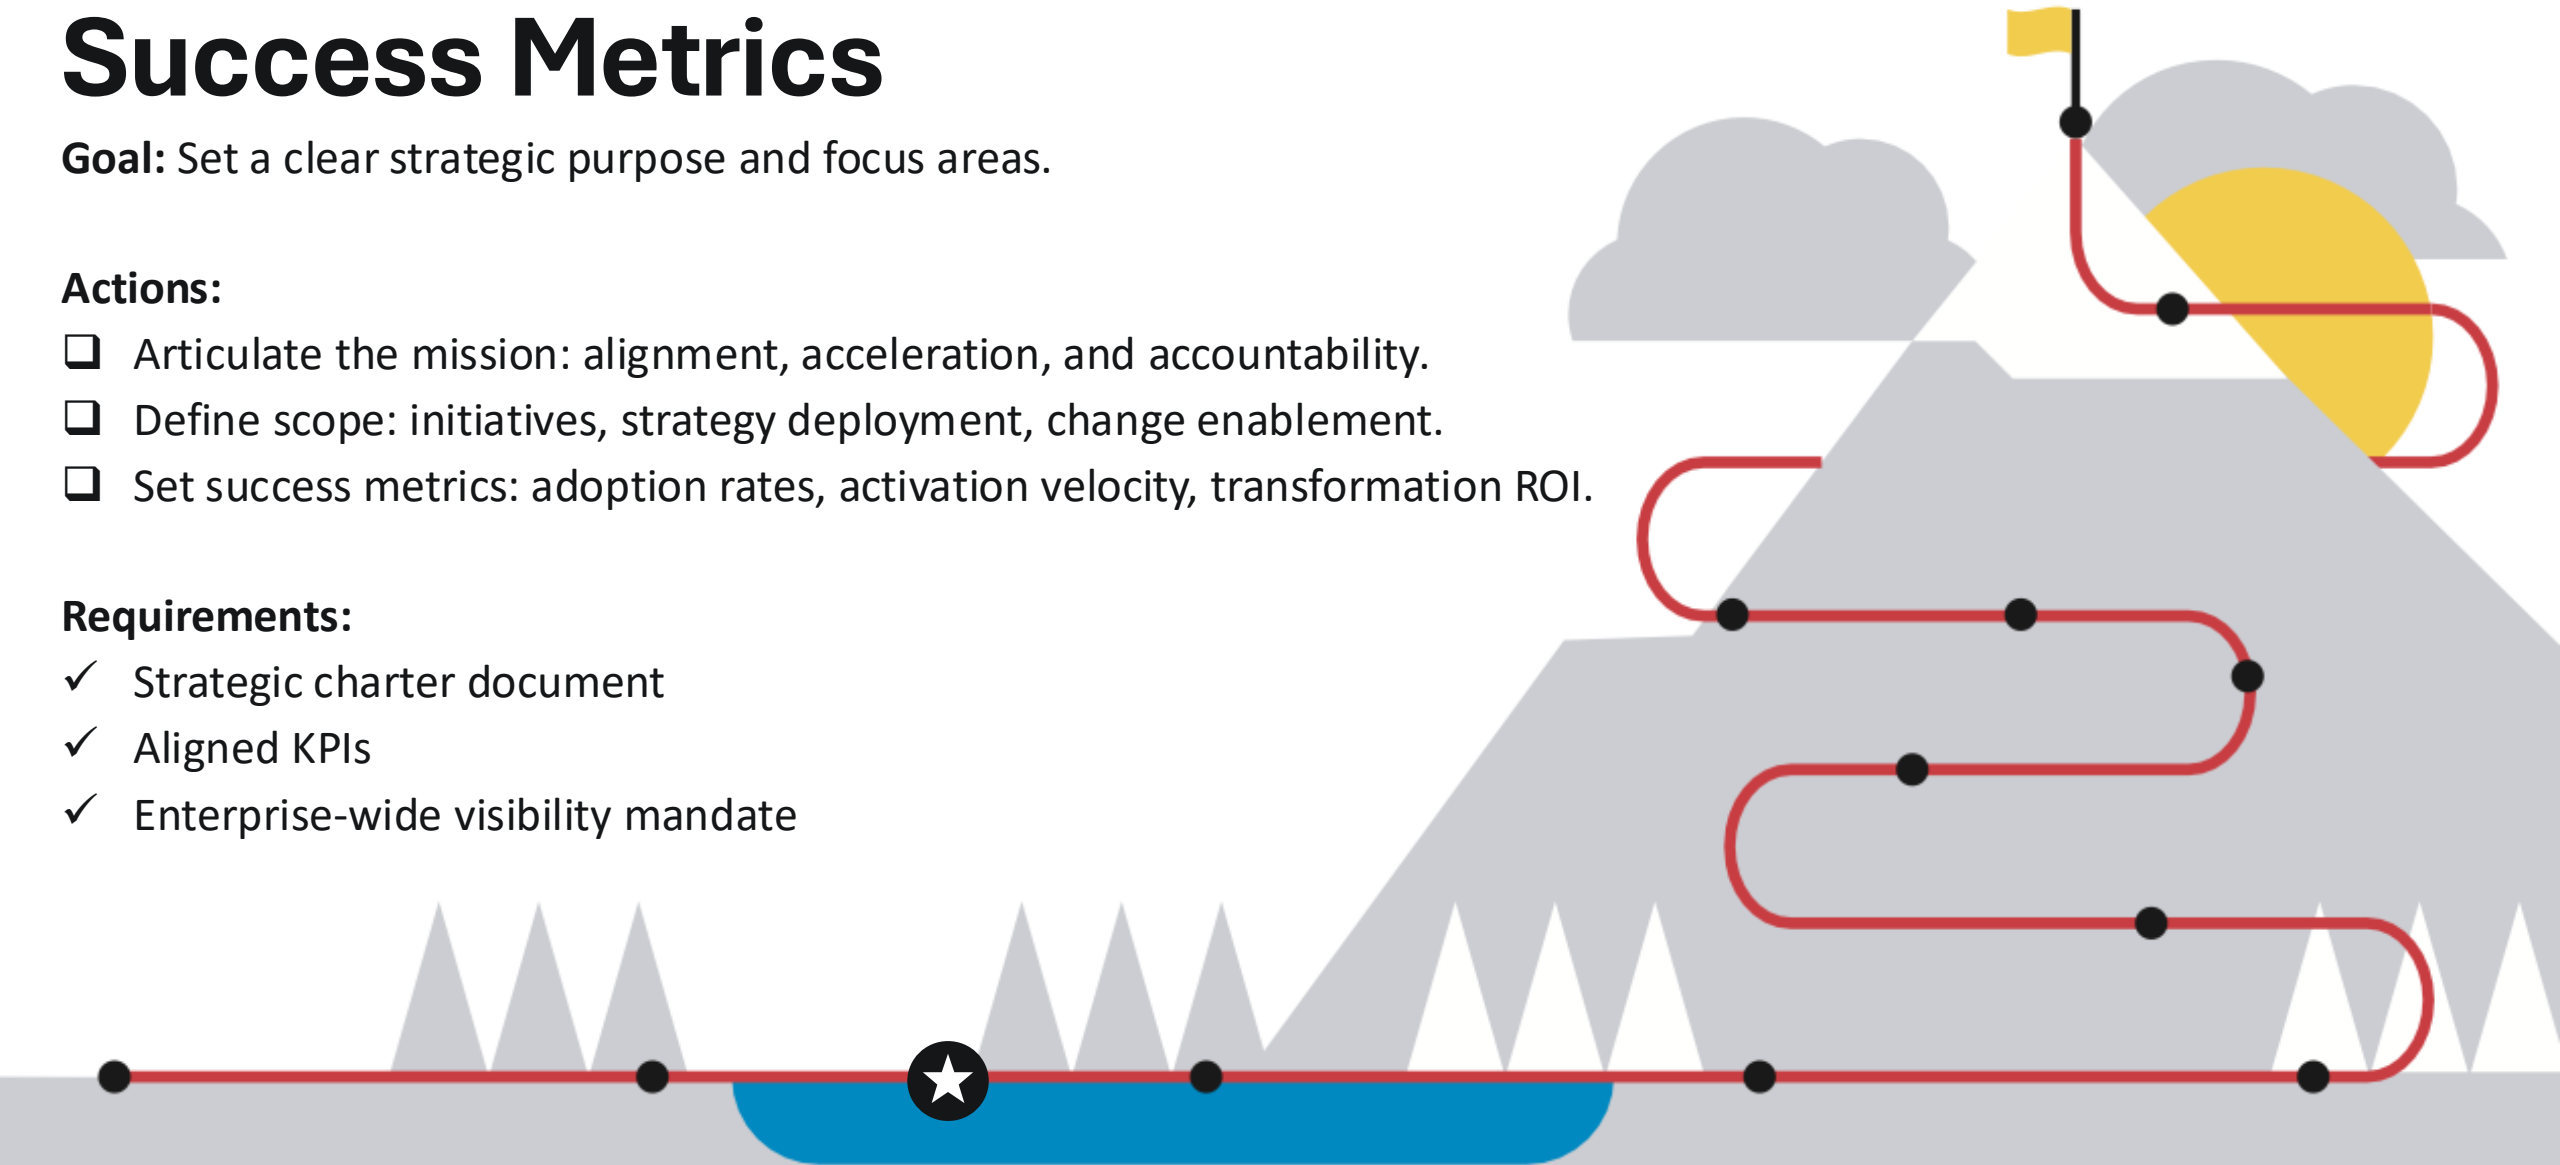 Success Metrics
Goal: Set a clear strategic purpose and focus areas.
Actions:
❑ Articulate the mission: alignment, acceleration, and accountability.
❑ Define scope: initiatives, strategy deployment, change enablement.
❑ Set success metrics: adoption rates, activation velocity, transformation ROI.
Requirements:
✓ Strategic charter document
✓ Aligned KPIs
✓ Enterprise-wide visibility mandate